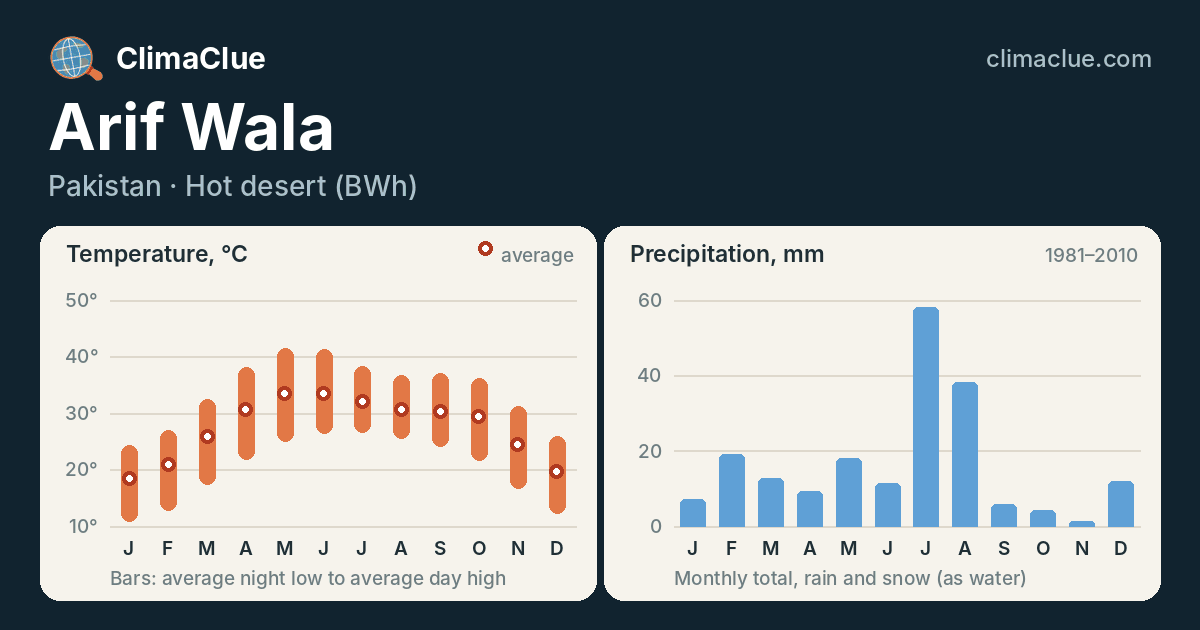 ClimaClue
climaclue.com
Arif Wala
Pakistan · Hot desert (BWh)
Temperature, °C
average
50°
40°
30°
20°
10°
J F M A M J J A S O N D
Bars: average night low to average day high
Precipitation, mm
1981–2010
60
40
20
0
J F M A M J J A S O N D
Monthly total, rain and snow (as water)